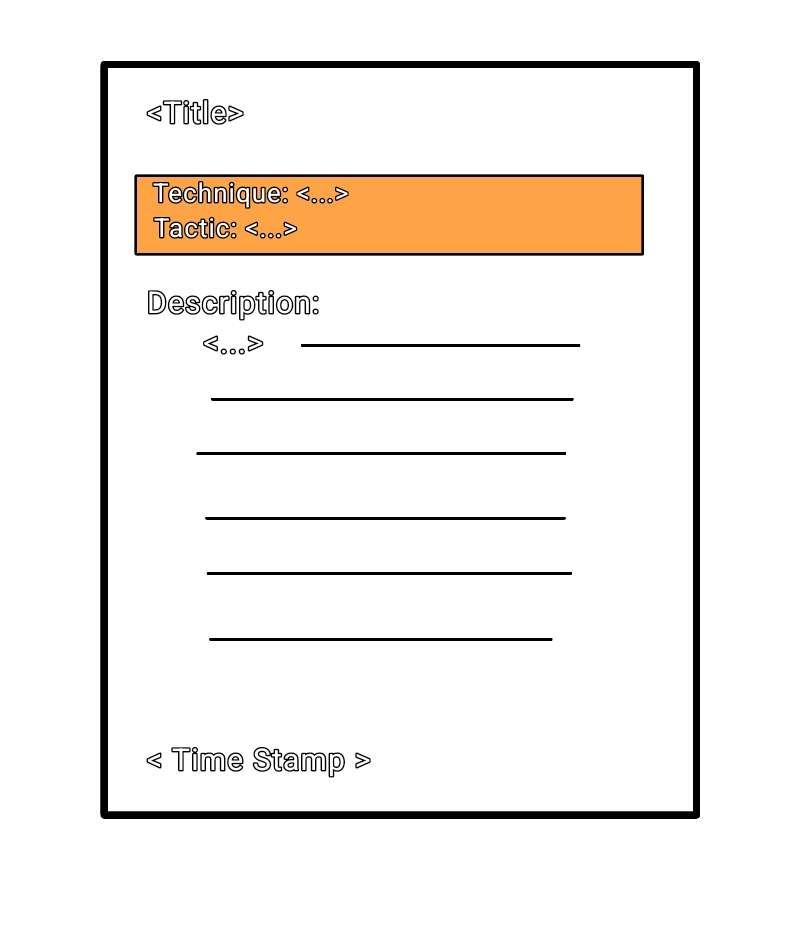 <Title>
Technique: <...>
Tactic: <...>
Description:
<...>
< Time Stamp >